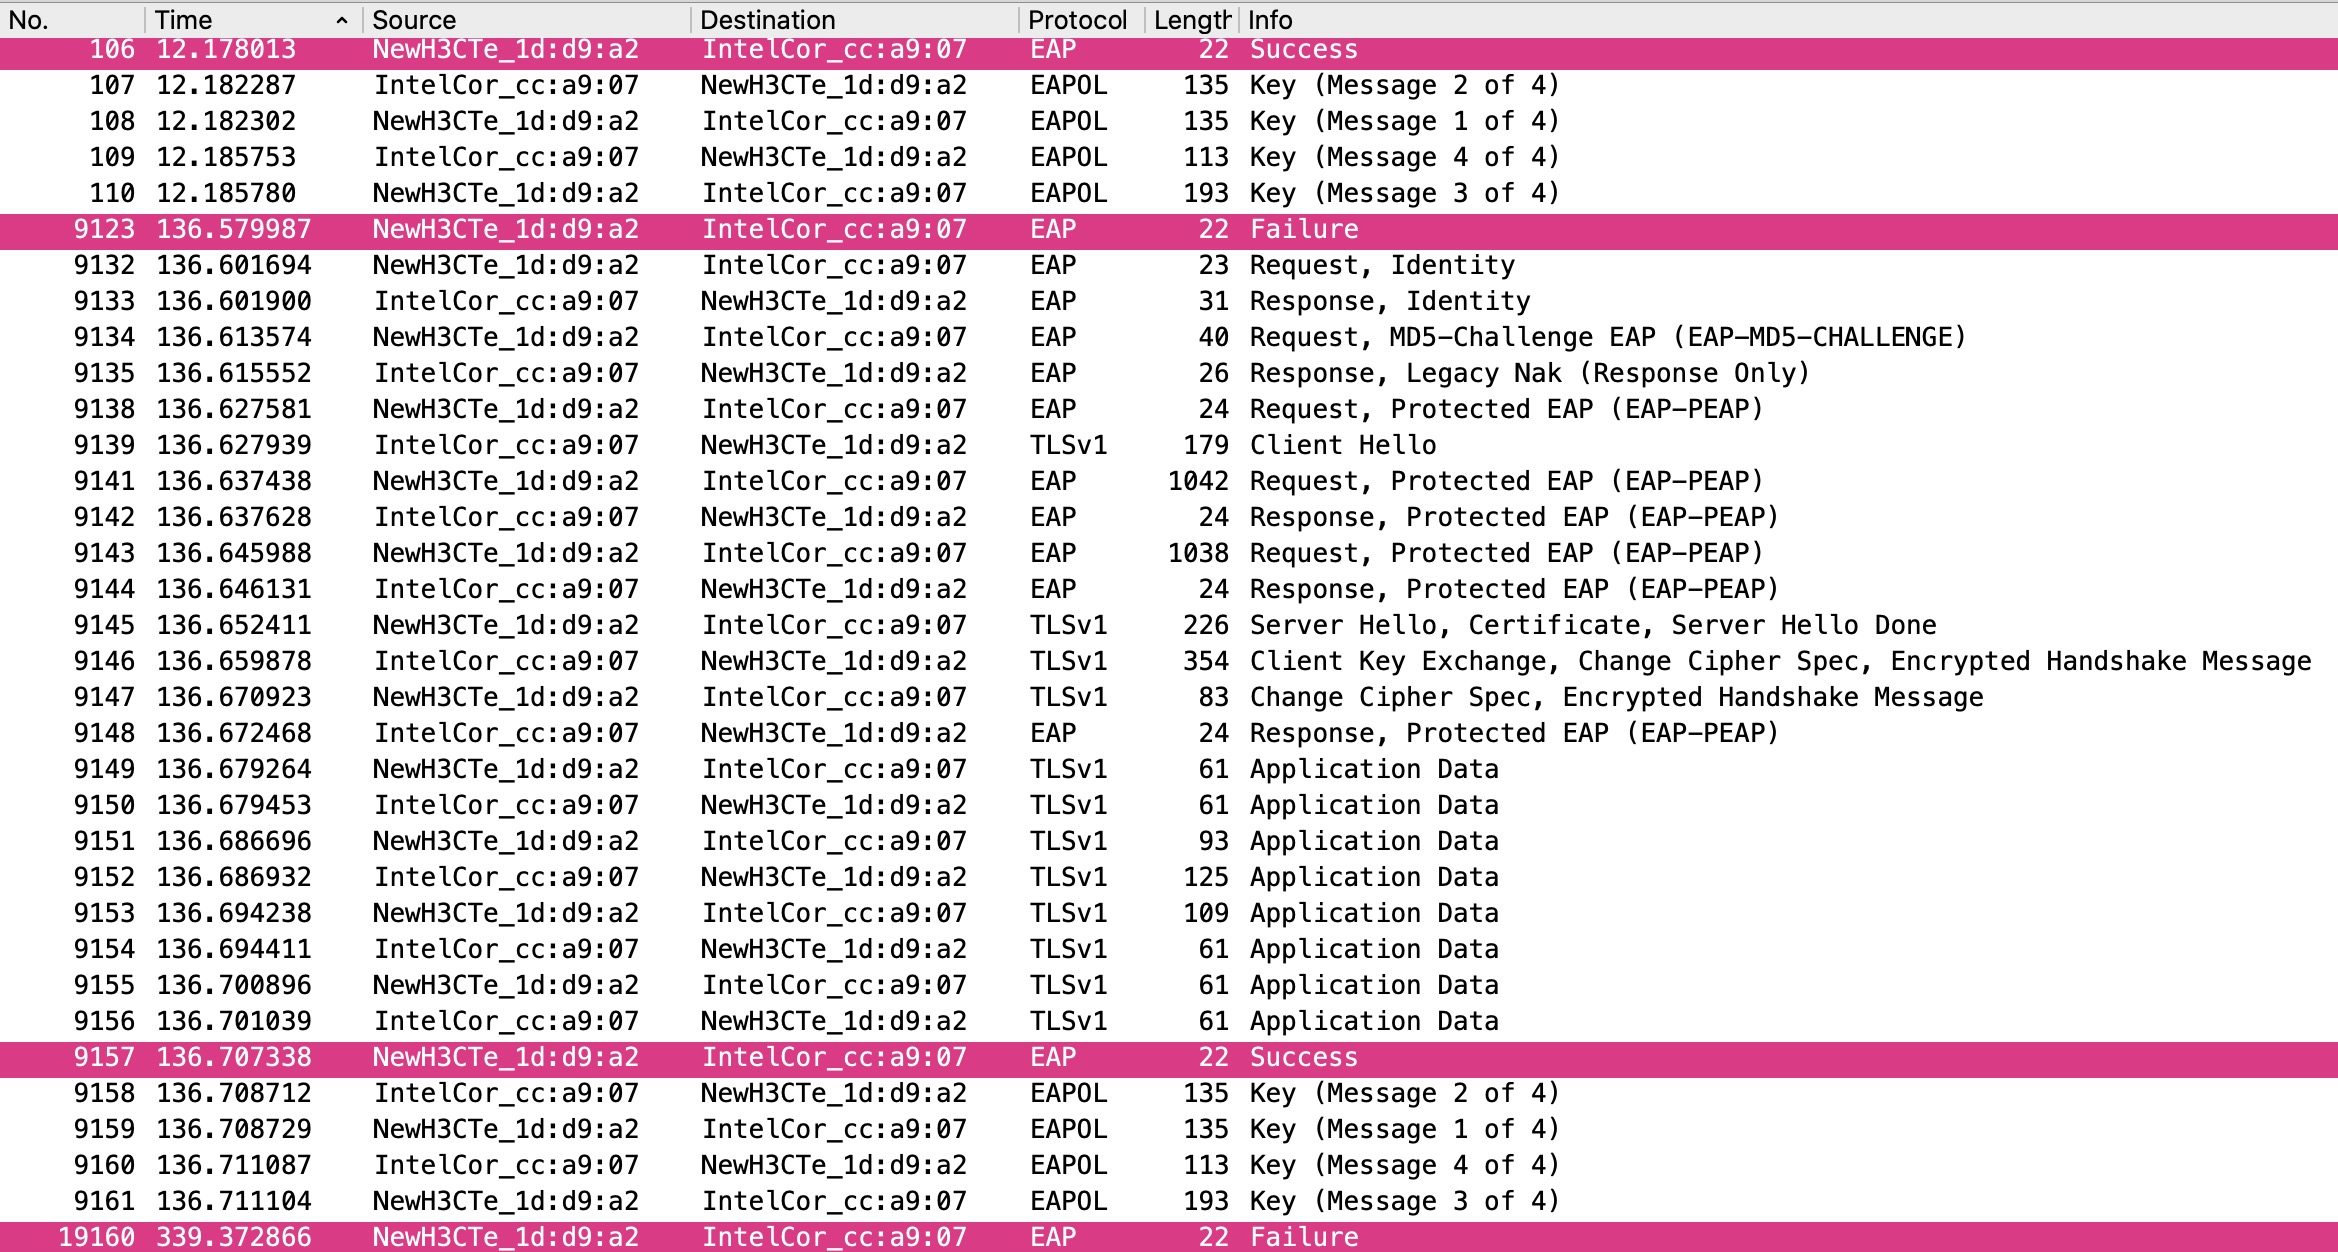 No. Time ^ Source Destination Protocol Length Info
106 12.178013 NewH3CTe_1d:d9:a2 IntelCor_cc:a9:07 EAP 22 Success
107 12.182287 IntelCor_cc:a9:07 NewH3CTe_1d:d9:a2 EAPOL 135 Key (Message 2 of 4)
108 12.182302 NewH3CTe_1d:d9:a2 IntelCor_cc:a9:07 EAPOL 135 Key (Message 1 of 4)
109 12.185753 IntelCor_cc:a9:07 NewH3CTe_1d:d9:a2 EAPOL 113 Key (Message 4 of 4)
110 12.185780 NewH3CTe_1d:d9:a2 IntelCor_cc:a9:07 EAPOL 193 Key (Message 3 of 4)
9123 136.579987 NewH3CTe_1d:d9:a2 IntelCor_cc:a9:07 EAP 22 Failure
9132 136.601694 NewH3CTe_1d:d9:a2 IntelCor_cc:a9:07 EAP 23 Request, Identity
9133 136.601900 IntelCor_cc:a9:07 NewH3CTe_1d:d9:a2 EAP 31 Response, Identity
9134 136.613574 NewH3CTe_1d:d9:a2 IntelCor_cc:a9:07 EAP 40 Request, MD5-Challenge EAP (EAP-MD5-CHALLENGE)
9135 136.615552 IntelCor_cc:a9:07 NewH3CTe_1d:d9:a2 EAP 26 Response, Legacy Nak (Response Only)
9138 136.627581 NewH3CTe_1d:d9:a2 IntelCor_cc:a9:07 EAP 24 Request, Protected EAP (EAP-PEAP)
9139 136.627939 IntelCor_cc:a9:07 NewH3CTe_1d:d9:a2 TLSv1 179 Client Hello
9141 136.637438 NewH3CTe_1d:d9:a2 IntelCor_cc:a9:07 EAP 1042 Request, Protected EAP (EAP-PEAP)
9142 136.637628 IntelCor_cc:a9:07 NewH3CTe_1d:d9:a2 EAP 24 Response, Protected EAP (EAP-PEAP)
9143 136.645988 NewH3CTe_1d:d9:a2 IntelCor_cc:a9:07 EAP 1038 Request, Protected EAP (EAP-PEAP)
9144 136.646131 IntelCor_cc:a9:07 NewH3CTe_1d:d9:a2 EAP 24 Response, Protected EAP (EAP-PEAP)
9145 136.652411 NewH3CTe_1d:d9:a2 IntelCor_cc:a9:07 TLSv1 226 Server Hello, Certificate, Server Hello Done
9146 136.659878 IntelCor_cc:a9:07 NewH3CTe_1d:d9:a2 TLSv1 354 Client Key Exchange, Change Cipher Spec, Encrypted Handshake Message
9147 136.670923 NewH3CTe_1d:d9:a2 IntelCor_cc:a9:07 TLSv1 83 Change Cipher Spec, Encrypted Handshake Message
9148 136.672468 IntelCor_cc:a9:07 NewH3CTe_1d:d9:a2 EAP 24 Response, Protected EAP (EAP-PEAP)
9149 136.679264 NewH3CTe_1d:d9:a2 IntelCor_cc:a9:07 TLSv1 61 Application Data
9150 136.679453 IntelCor_cc:a9:07 NewH3CTe_1d:d9:a2 TLSv1 61 Application Data
9151 136.686696 NewH3CTe_1d:d9:a2 IntelCor_cc:a9:07 TLSv1 93 Application Data
9152 136.686932 IntelCor_cc:a9:07 NewH3CTe_1d:d9:a2 TLSv1 125 Application Data
9153 136.694238 NewH3CTe_1d:d9:a2 IntelCor_cc:a9:07 TLSv1 109 Application Data
9154 136.694411 IntelCor_cc:a9:07 NewH3CTe_1d:d9:a2 TLSv1 61 Application Data
9155 136.700896 NewH3CTe_1d:d9:a2 IntelCor_cc:a9:07 TLSv1 61 Application Data
9156 136.701039 IntelCor_cc:a9:07 NewH3CTe_1d:d9:a2 TLSv1 61 Application Data
9157 136.707338 NewH3CTe_1d:d9:a2 IntelCor_cc:a9:07 EAP 22 Success
9158 136.708712 IntelCor_cc:a9:07 NewH3CTe_1d:d9:a2 EAPOL 135 Key (Message 2 of 4)
9159 136.708729 NewH3CTe_1d:d9:a2 IntelCor_cc:a9:07 EAPOL 135 Key (Message 1 of 4)
9160 136.711087 IntelCor_cc:a9:07 NewH3CTe_1d:d9:a2 EAPOL 113 Key (Message 4 of 4)
9161 136.711104 NewH3CTe_1d:d9:a2 IntelCor_cc:a9:07 EAPOL 193 Key (Message 3 of 4)
19160 339.372866 NewH3CTe_1d:d9:a2 IntelCor_cc:a9:07 EAP 22 Failure